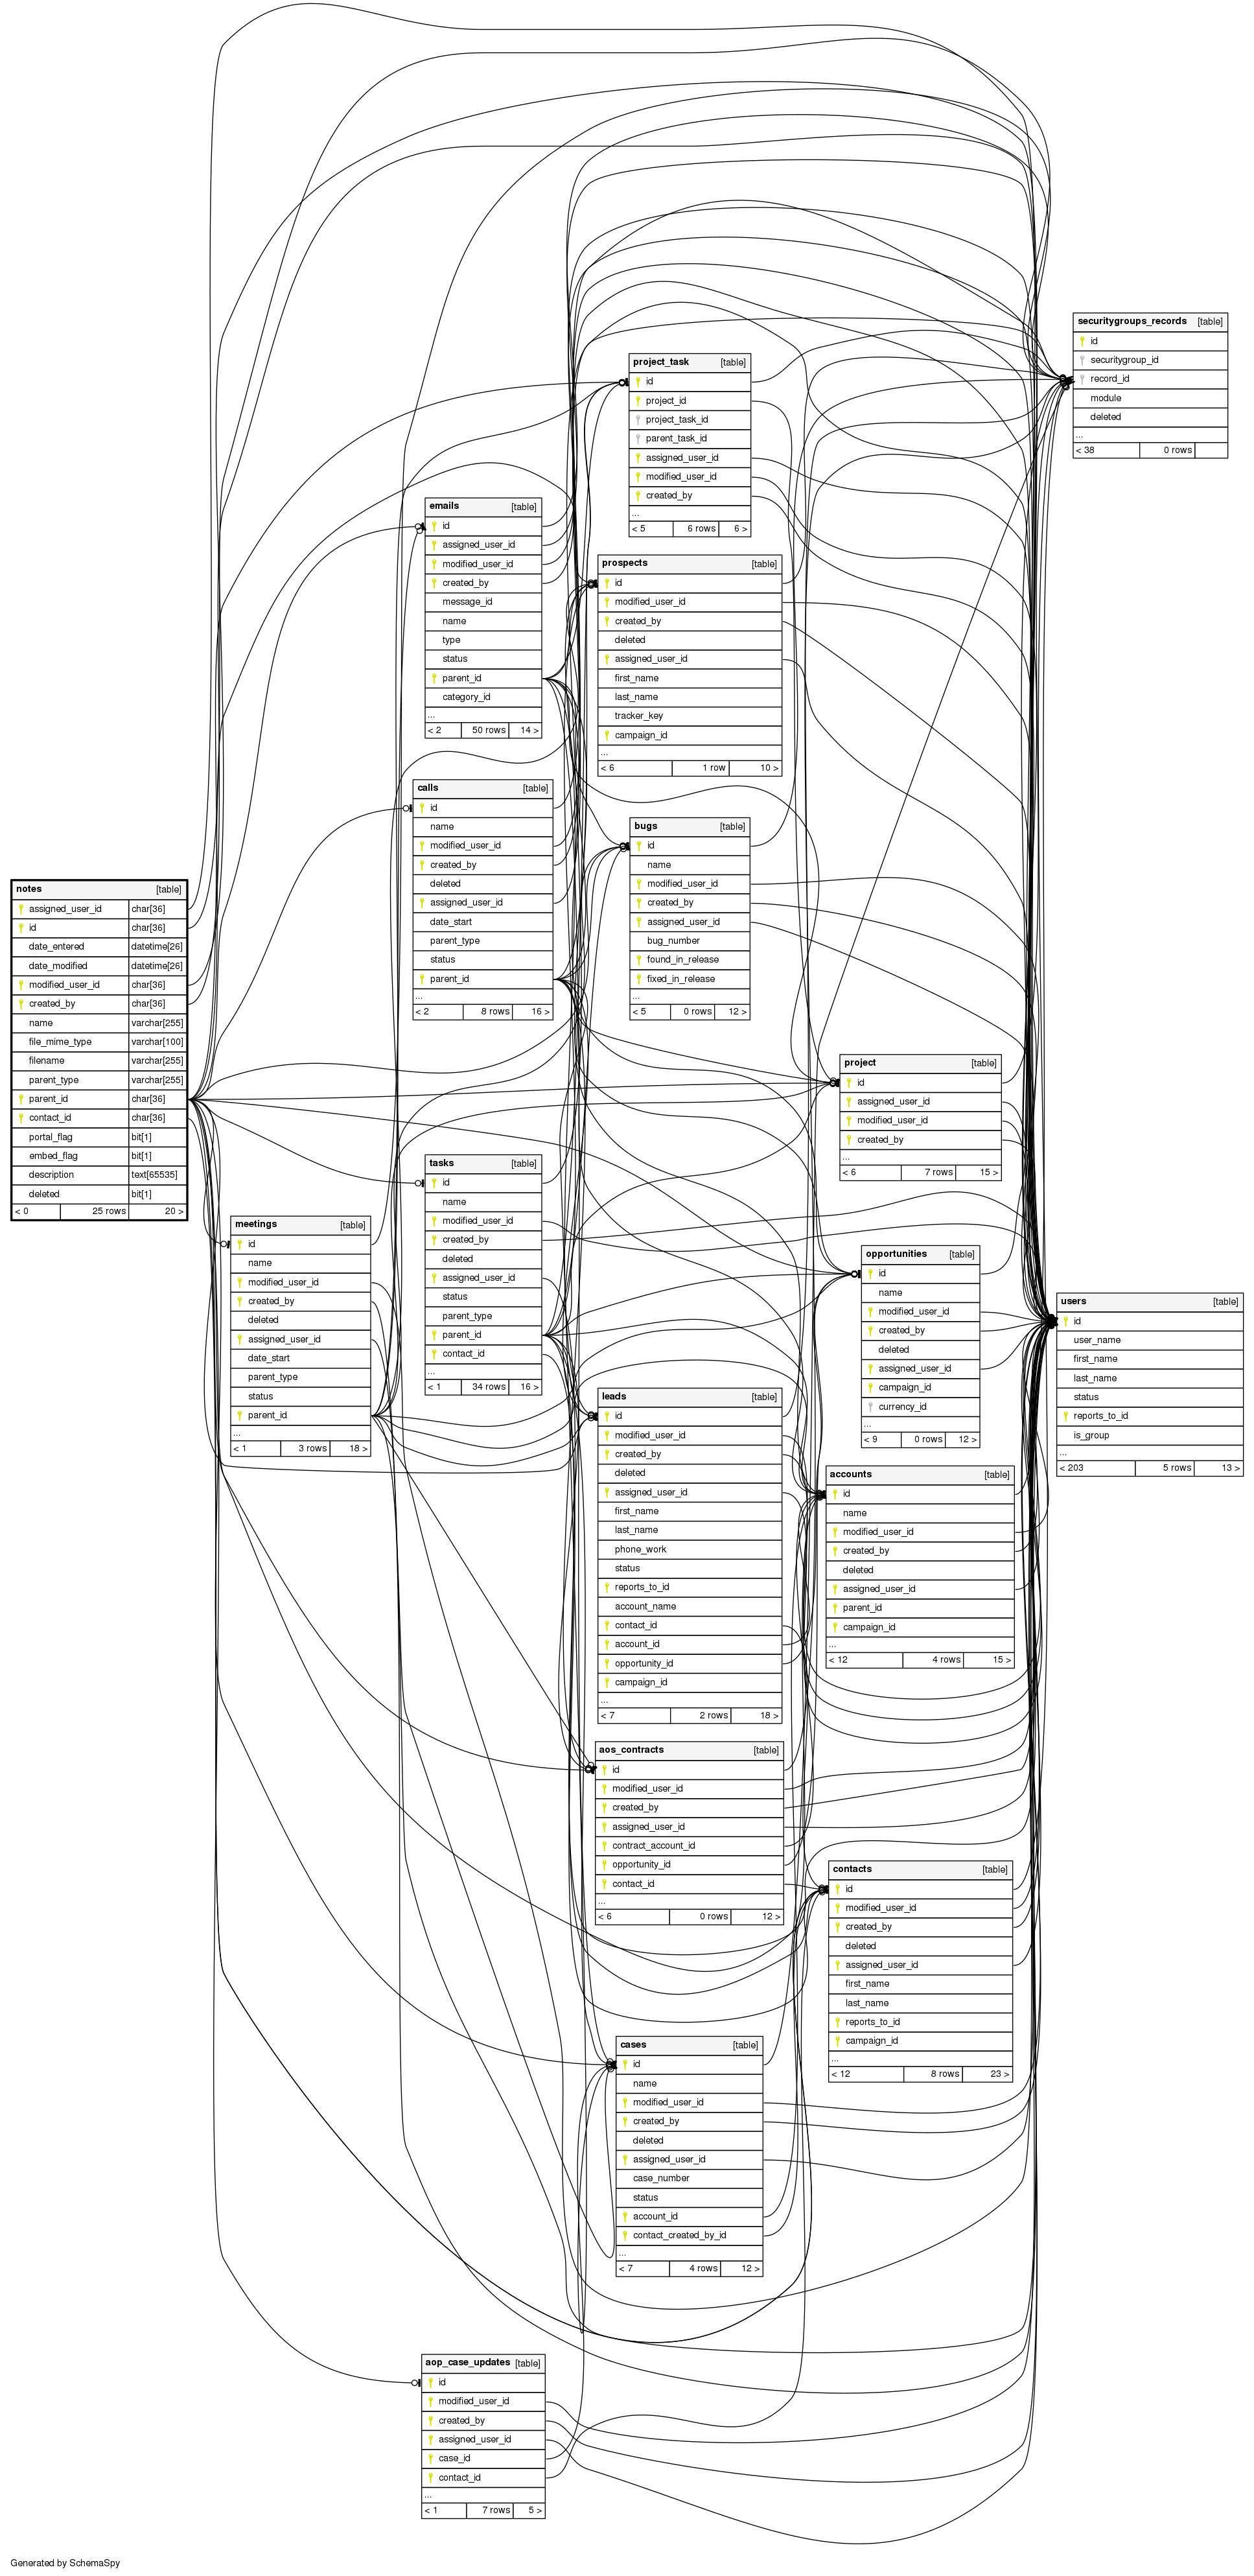 securitygroups_records [table]
id
securitygroup_id
record_id
module
deleted
...
< 38 0 rows
project_task [table]
id
project_id
project_task_id
parent_task_id
assigned_user_id
modified_user_id
created_by
...
< 5 6 rows 6 >
emails [table]
id
assigned_user_id
modified_user_id
created_by
message_id
name
type
status
parent_id
category_id
...
< 2 50 rows 14 >
prospects [table]
id
modified_user_id
created_by
deleted
assigned_user_id
first_name
last_name
tracker_key
campaign_id
...
< 6 1 row 10 >
calls [table]
id
name
modified_user_id
created_by
deleted
assigned_user_id
date_start
parent_type
status
parent_id
...
< 2 8 rows 16 >
bugs [table]
id
name
modified_user_id
created_by
assigned_user_id
bug_number
found_in_release
fixed_in_release
...
< 5 0 rows 12 >
notes [table]
assigned_user_id char[36]
id char[36]
date_entered datetime[26]
date_modified datetime[26]
modified_user_id char[36]
created_by char[36]
name varchar[255]
file_mime_type varchar[100]
filename varchar[255]
parent_type varchar[255]
parent_id char[36]
contact_id char[36]
portal_flag bit[1]
embed_flag bit[1]
description text[65535]
deleted bit[1]
< 0 25 rows 20 >
project [table]
id
assigned_user_id
modified_user_id
created_by
...
< 6 7 rows 15 >
tasks [table]
id
name
modified_user_id
created_by
deleted
assigned_user_id
status
parent_type
parent_id
contact_id
...
< 1 34 rows 16 >
meetings [table]
id
name
modified_user_id
created_by
deleted
assigned_user_id
date_start
parent_type
status
parent_id
...
< 1 3 rows 18 >
opportunities [table]
id
name
modified_user_id
created_by
deleted
assigned_user_id
campaign_id
currency_id
...
< 9 0 rows 12 >
users [table]
id
user_name
first_name
last_name
status
reports_to_id
is_group
...
< 203 5 rows 13 >
leads [table]
id
modified_user_id
created_by
deleted
assigned_user_id
first_name
last_name
phone_work
status
reports_to_id
account_name
contact_id
account_id
opportunity_id
campaign_id
...
< 7 2 rows 18 >
accounts [table]
id
name
modified_user_id
created_by
deleted
assigned_user_id
parent_id
campaign_id
...
< 12 4 rows 15 >
aos_contracts [table]
id
modified_user_id
created_by
assigned_user_id
contract_account_id
opportunity_id
contact_id
...
< 6 0 rows 12 >
contacts [table]
id
modified_user_id
created_by
deleted
assigned_user_id
first_name
last_name
reports_to_id
campaign_id
...
< 12 8 rows 23 >
cases [table]
id
name
modified_user_id
created_by
deleted
assigned_user_id
case_number
status
account_id
contact_created_by_id
...
< 7 4 rows 12 >
aop_case_updates [table]
id
modified_user_id
created_by
assigned_user_id
case_id
contact_id
...
< 1 7 rows 5 >
Generated by SchemaSpy